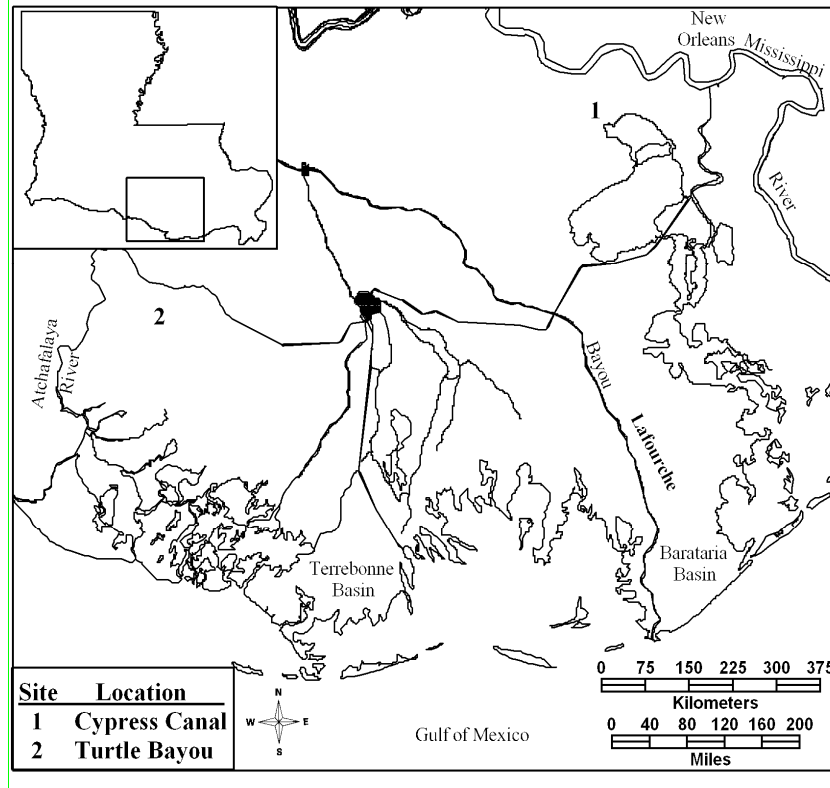 New
Orleans
Mississippi
River
1
2
Atchafalaya
River
Bayou
Lafourche
Terrebonne
Basin
Barataria
Basin
Site Location
1 Cypress Canal
2 Turtle Bayou
N
W E
S
Gulf of Mexico
0 75 150 225 300 375
Kilometers
0 40 80 120 160 200
Miles